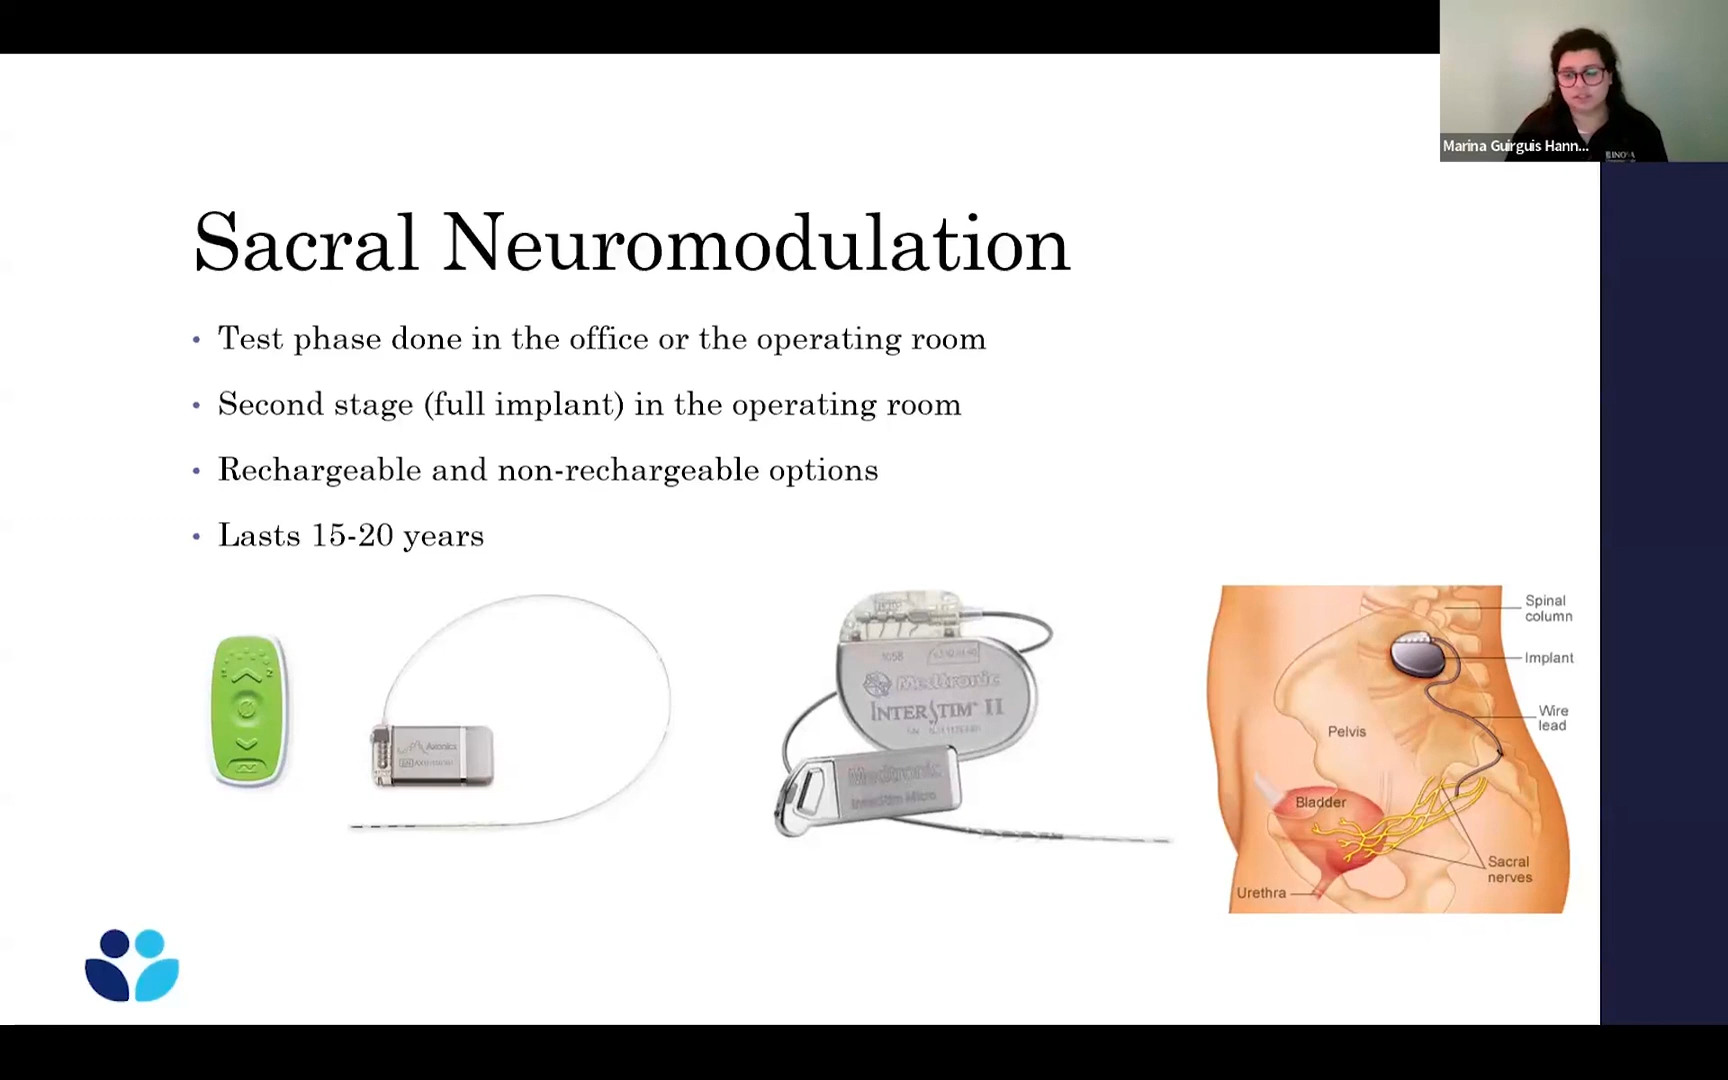 Marina Guirguis Hann...
Sacral Neuromodulation
• Test phase done in the office or the operating room
• Second stage (full implant) in the operating room
• Rechargeable and non-rechargeable options
• Lasts 15-20 years
Axonics
Medtronic
INTERSTIM II
Medtronic
InterStim Micro
Spinal
column
Implant
Wire
lead
Pelvis
Bladder
Sacral
nerves
Urethra